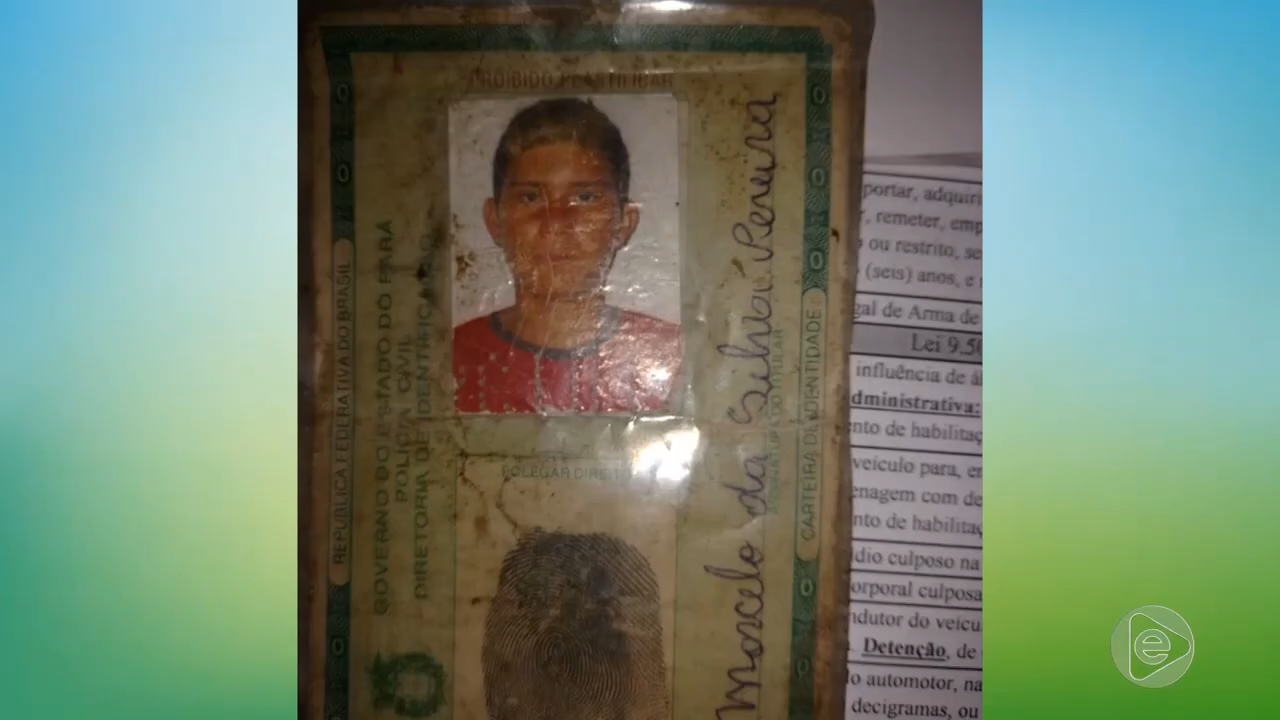 PROIBIDO PLASTIFICAR
REPÚBLICA FEDERATIVA DO BRASIL
GOVERNO DO ESTADO DO PARÁ
POLÍCIA CIVIL
DIRETORIA DE IDENTIFICAÇÃO
POLEGAR DIREITO
Marcelo da Silva Pereira
ASSINATURA DO TITULAR
CARTEIRA DE IDENTIDADE
portar, adquiri
, remeter, emp
ou restrito, se
(seis) anos, e
gal de Arma de
Lei 9.50
influência de á
dministrativa:
nto de habilitaç
veículo para, em
enagem com de
nto de habilitaç
dio culposo na
orporal culposa
ndutor do veícu
Detenção, de
o automotor, na
decigramas, ou
e